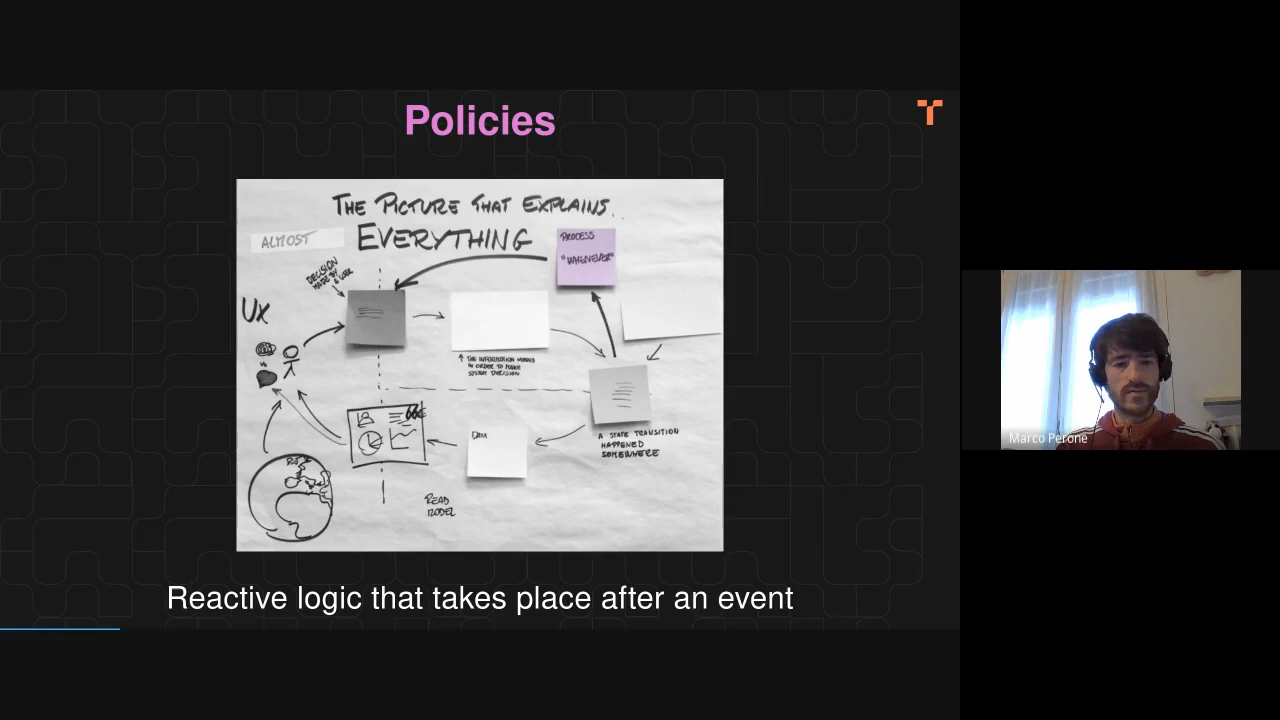 Policies
THE PICTURE THAT EXPLAINS..
ALMOST
EVERYTHING
PROCESS
"WHENEVER"
DECISION
MADE BY
A USER
UX
VS
↑ THE INFORMATION NEEDED
IN ORDER TO MAKE
SYSTEM DECISION
DATA
A STATE TRANSITION
HAPPENED
SOMEWHERE
READ
MODEL
Reactive logic that takes place after an event
Marco Perone